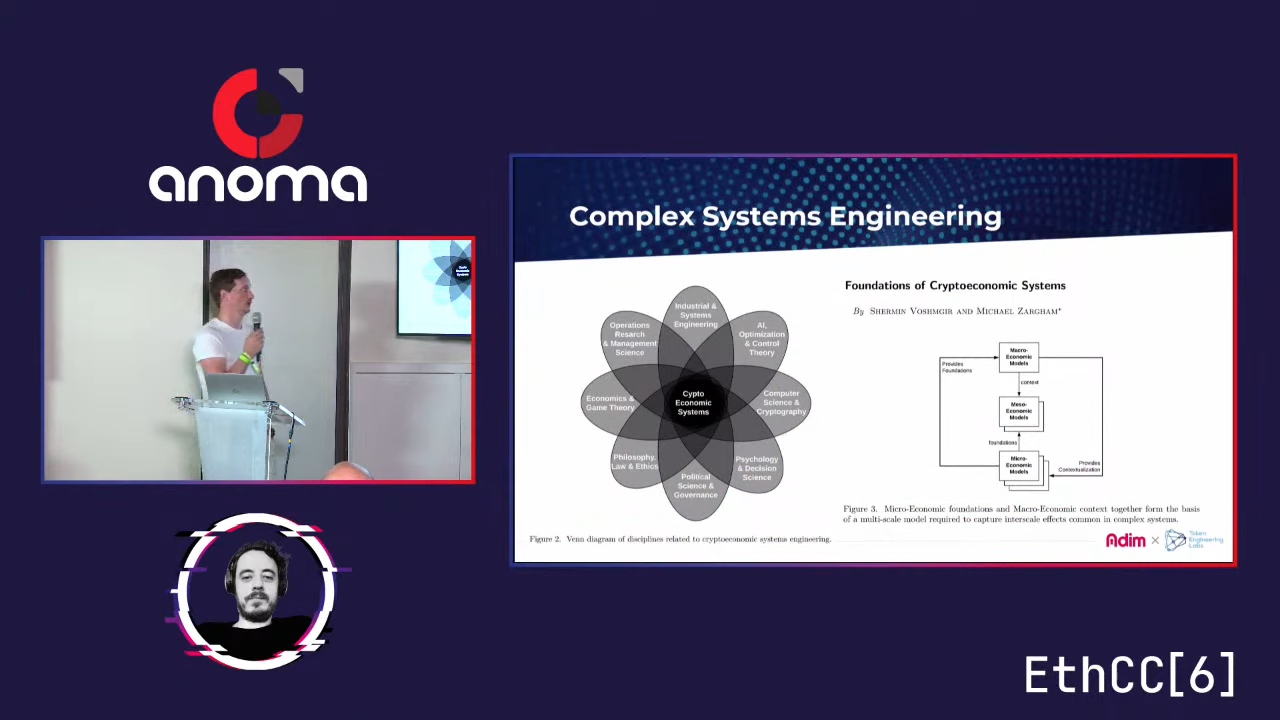 anoma
Complex Systems Engineering
Industrial &
Systems
Engineering
AI,
Optimization
& Control
Theory
Computer
Science &
Cryptography
Psychology
& Decision
Science
Political
Science &
Governance
Philosophy,
Law & Ethics
Economics &
Game Theory
Operations
Resarch
& Management
Science
Cypto
Economic
Systems
Figure 2. Venn diagram of disciplines related to cryptoeconomic systems engineering.
Foundations of Cryptoeconomic Systems
By SHERMIN VOSHMGIR AND MICHAEL ZARGHAM*
Macro-
Economic
Models
Provides
Foundations
context
Meso-
Economic
Models
foundations
Micro-
Economic
Models
Provides
Contextualization
Figure 3. Micro-Economic foundations and Macro-Economic context together form the basis
of a multi-scale model required to capture interscale effects common in complex systems.
Adim × Token
Engineering
Labs
EthCC[6]